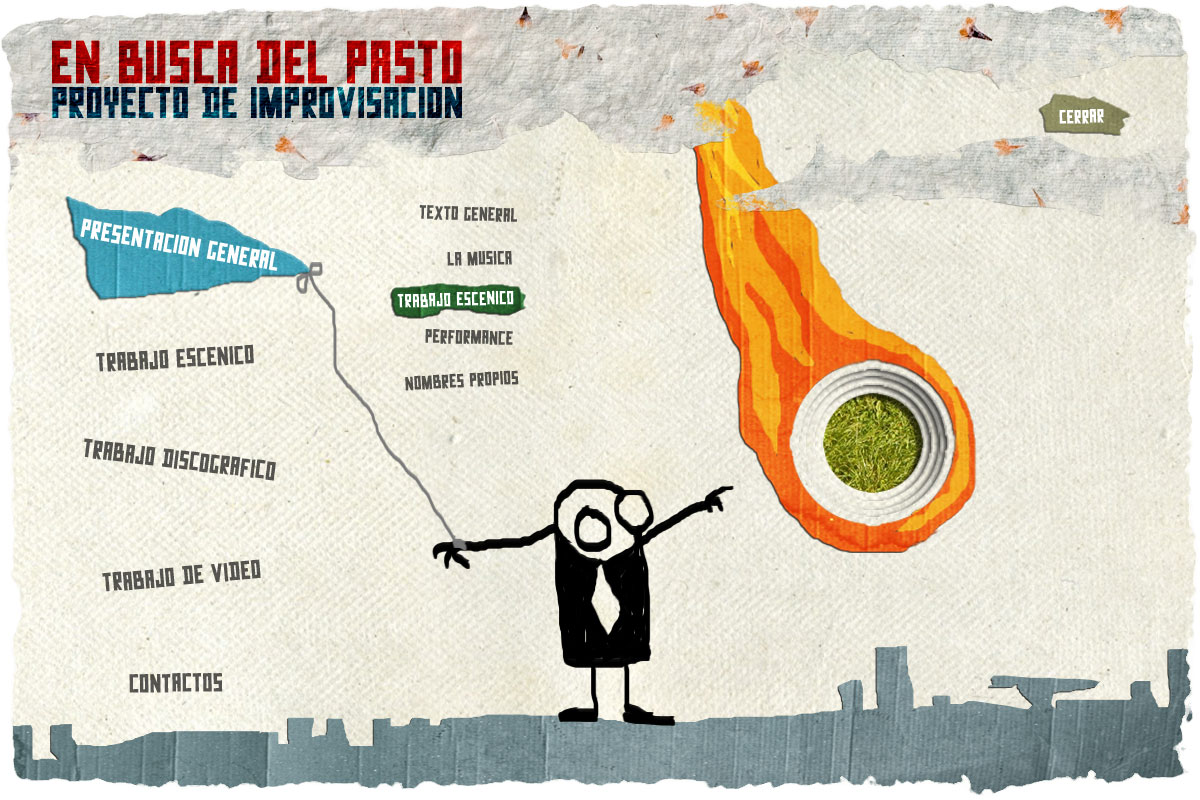 EN BUSCA DEL PASTO
PROYECTO DE IMPROVISACION
CERRAR
PRESENTACION GENERAL
TRABAJO ESCENICO
TRABAJO DISCOGRAFICO
TRABAJO DE VIDEO
CONTACTOS
TEXTO GENERAL
LA MUSICA
TRABAJO ESCENICO
PERFORMANCE
NOMBRES PROPIOS